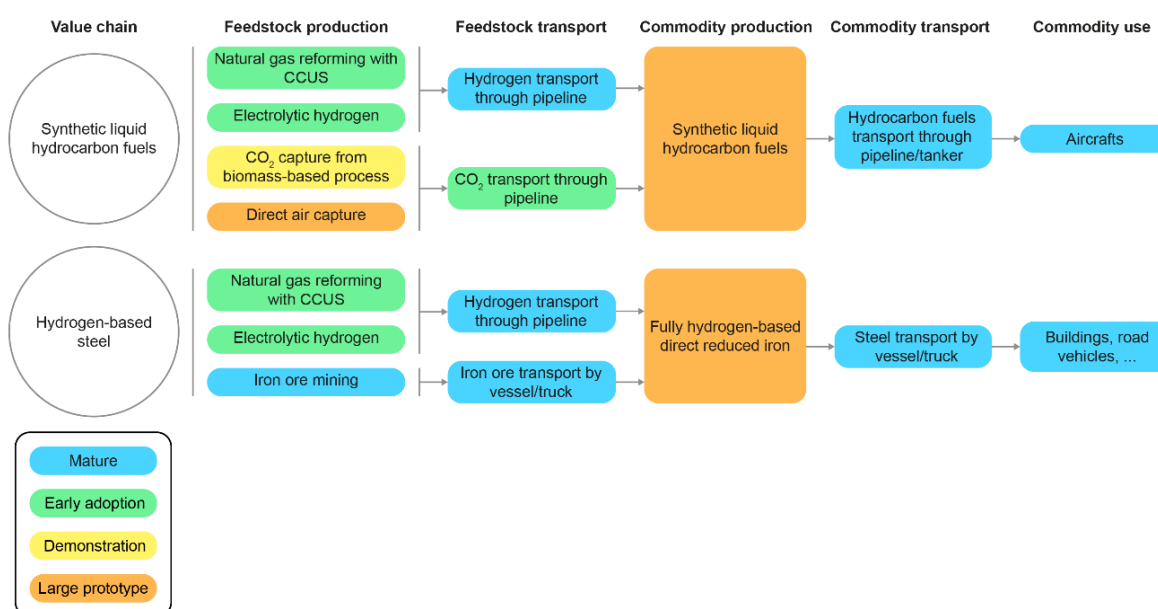 Value chain
Feedstock production
Feedstock transport
Commodity production
Commodity transport
Commodity use
Synthetic liquid
hydrocarbon fuels
Natural gas reforming with
CCUS
Electrolytic hydrogen
CO₂ capture from
biomass-based process
Direct air capture
Hydrogen transport
through pipeline
CO₂ transport through
pipeline
Synthetic liquid
hydrocarbon fuels
Hydrocarbon fuels
transport through
pipeline/tanker
Aircrafts
Hydrogen-based
steel
Natural gas reforming
with CCUS
Electrolytic hydrogen
Iron ore mining
Hydrogen transport
through pipeline
Iron ore transport by
vessel/truck
Fully hydrogen-based
direct reduced iron
Steel transport by
vessel/truck
Buildings, road
vehicles, ...
Mature
Early adoption
Demonstration
Large prototype